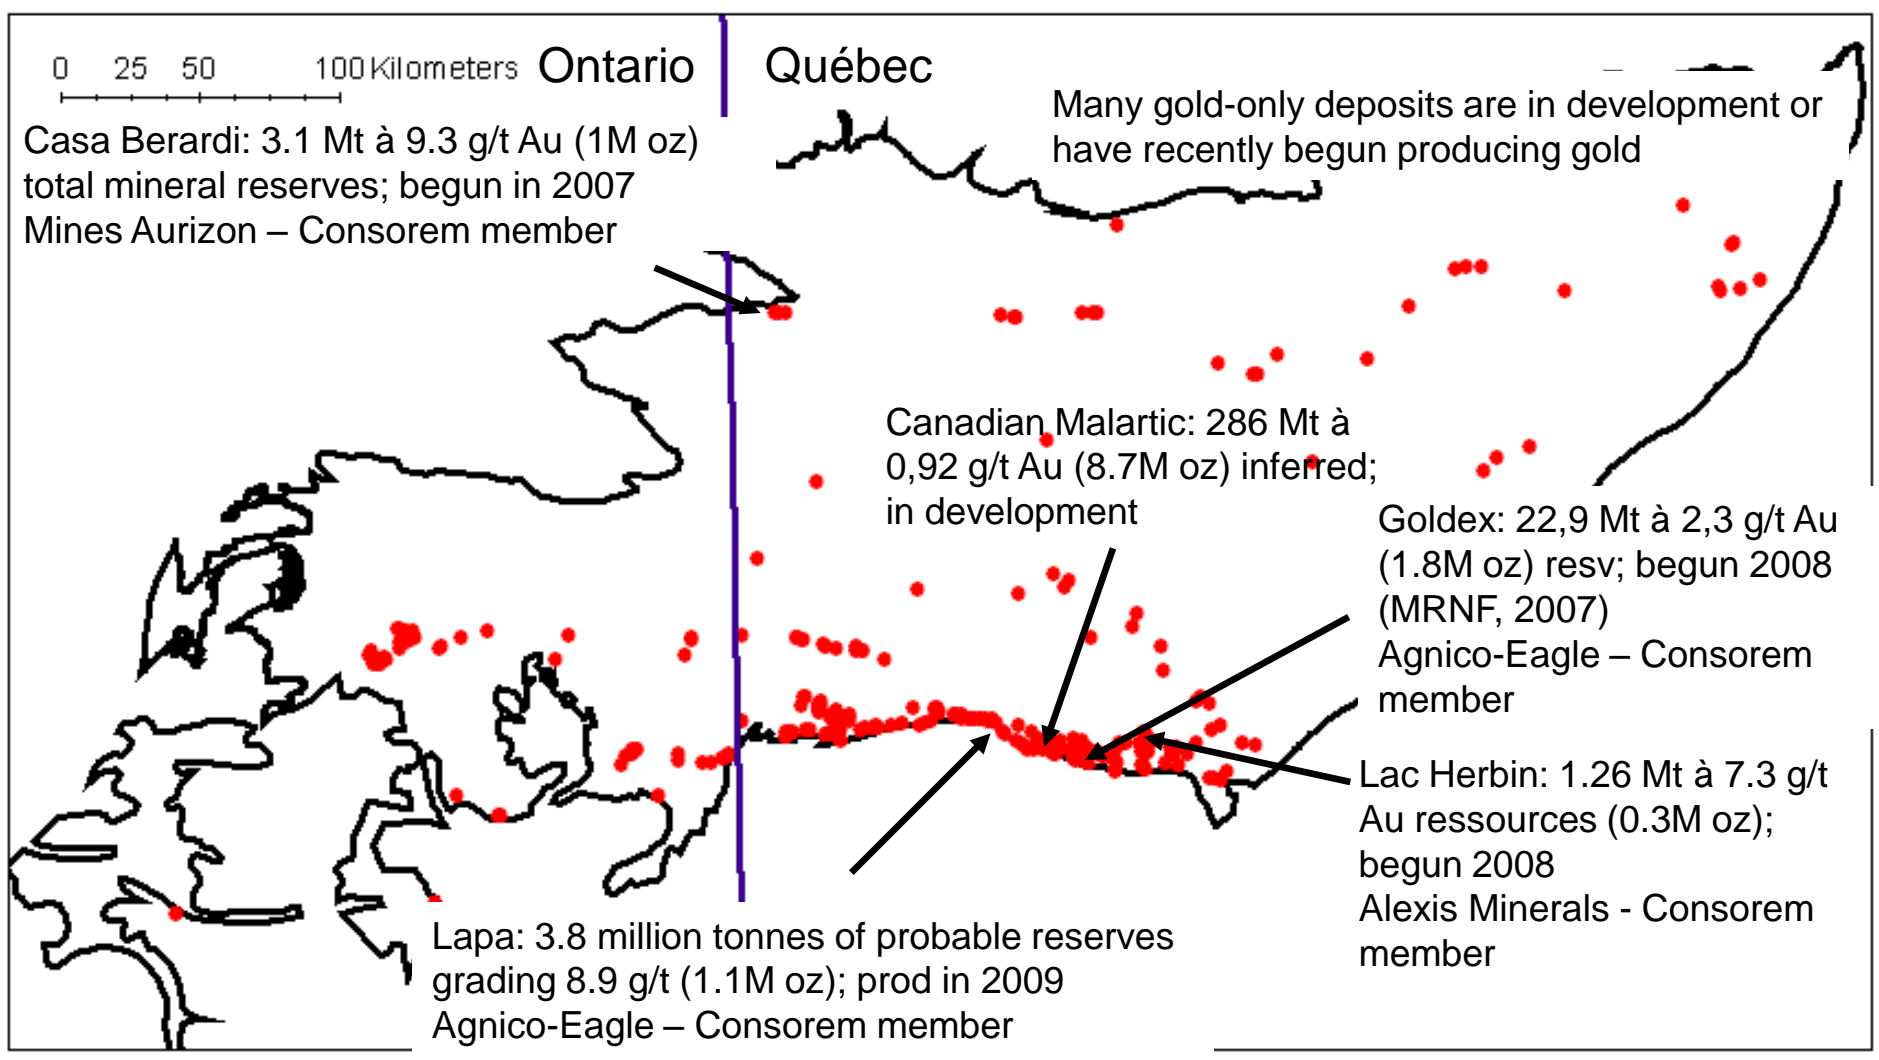 0 25 50 100 Kilometers
Ontario
Québec
Many gold-only deposits are in development or
have recently begun producing gold
Casa Berardi: 3.1 Mt à 9.3 g/t Au (1M oz)
total mineral reserves; begun in 2007
Mines Aurizon – Consorem member
Canadian Malartic: 286 Mt à
0,92 g/t Au (8.7M oz) inferred;
in development
Goldex: 22,9 Mt à 2,3 g/t Au
(1.8M oz) resv; begun 2008
(MRNF, 2007)
Agnico-Eagle – Consorem
member
Lac Herbin: 1.26 Mt à 7.3 g/t
Au ressources (0.3M oz);
begun 2008
Alexis Minerals - Consorem
member
Lapa: 3.8 million tonnes of probable reserves
grading 8.9 g/t (1.1M oz); prod in 2009
Agnico-Eagle – Consorem member